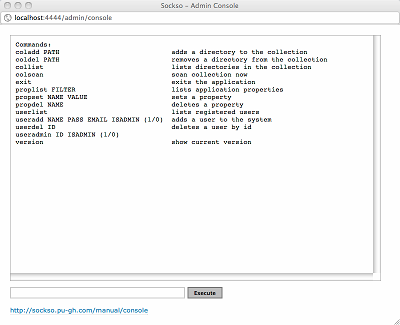 Sockso - Admin Console
localhost:4444/admin/console
Commands:
coladd PATH adds a directory to the collection
coldel PATH removes a directory from the collection
collist lists directories in the collection
colscan scan collection now
exit exits the application
proplist FILTER lists application properties
propset NAME VALUE sets a property
propdel NAME deletes a property
userlist lists registered users
useradd NAME PASS EMAIL ISADMIN (1/0) adds a user to the system
userdel ID deletes a user by id
useradmin ID ISADMIN (1/0)
version show current version
Execute
http://sockso.pu-gh.com/manual/console